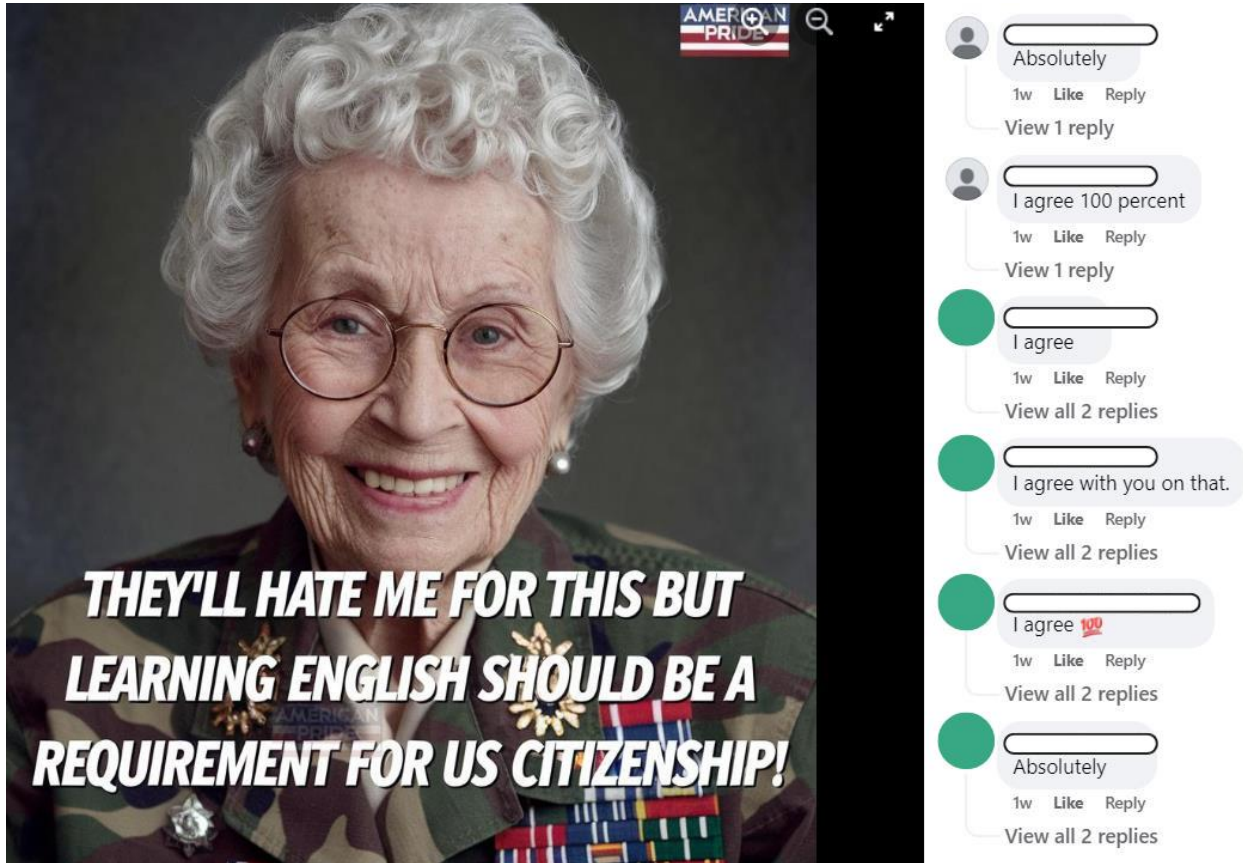 AMERICAN
PRIDE
THEY'LL HATE ME FOR THIS BUT
LEARNING ENGLISH SHOULD BE A
REQUIREMENT FOR US CITIZENSHIP!
AMERICAN
PRIDE
Absolutely
1w Like Reply
View 1 reply
I agree 100 percent
1w Like Reply
View 1 reply
I agree
1w Like Reply
View all 2 replies
I agree with you on that.
1w Like Reply
View all 2 replies
I agree 💯
1w Like Reply
View all 2 replies
Absolutely
1w Like Reply
View all 2 replies